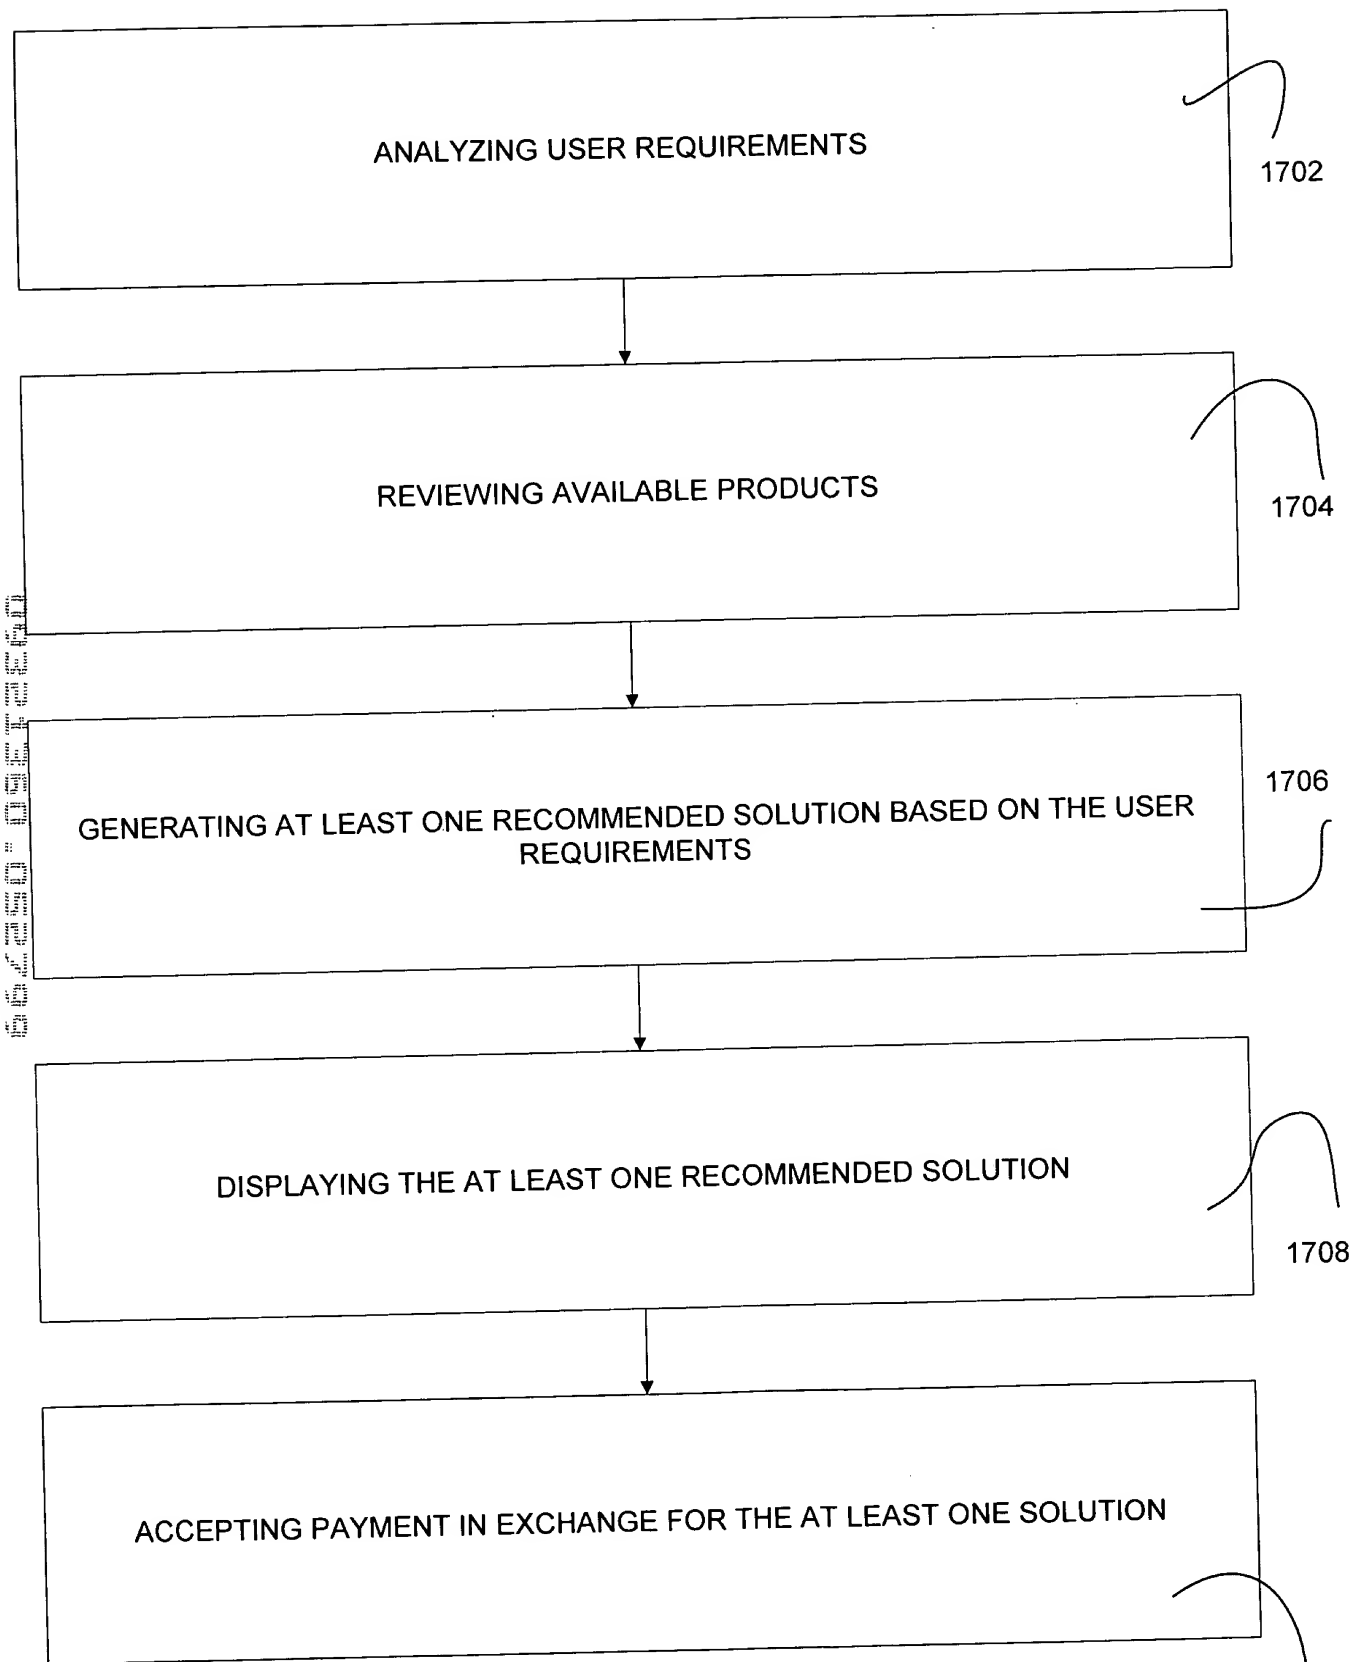 ANALYZING USER REQUIREMENTS
1702
REVIEWING AVAILABLE PRODUCTS
1704
1706
GENERATING AT LEAST ONE RECOMMENDED SOLUTION BASED ON THE USER
REQUIREMENTS
DISPLAYING THE AT LEAST ONE RECOMMENDED SOLUTION
1708
ACCEPTING PAYMENT IN EXCHANGE FOR THE AT LEAST ONE SOLUTION